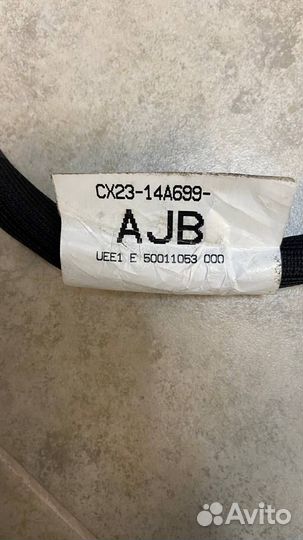 CX23-14A699-
AJB
UEE1 E 50011053 000
Avito